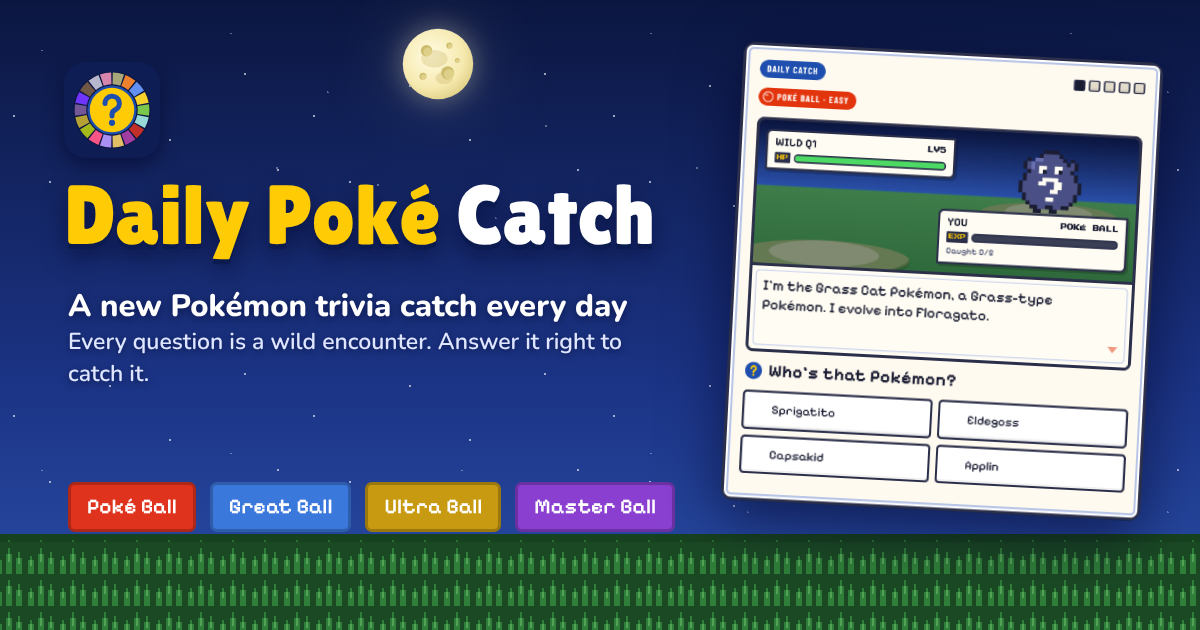 ?
Daily Poké Catch
A new Pokémon trivia catch every day
Every question is a wild encounter. Answer it right to
catch it.
Poké Ball
Great Ball
Ultra Ball
Master Ball
DAILY CATCH
POKÉ BALL · EASY
WILD Q1
LV5
HP
YOU
POKé BALL
EXP
Caught 0/5
I'm the Grass Cat Pokémon, a Grass-type
Pokémon. I evolve into Floragato.
? Who's that Pokémon?
Sprigatito
Eldegoss
Capsakid
Applin